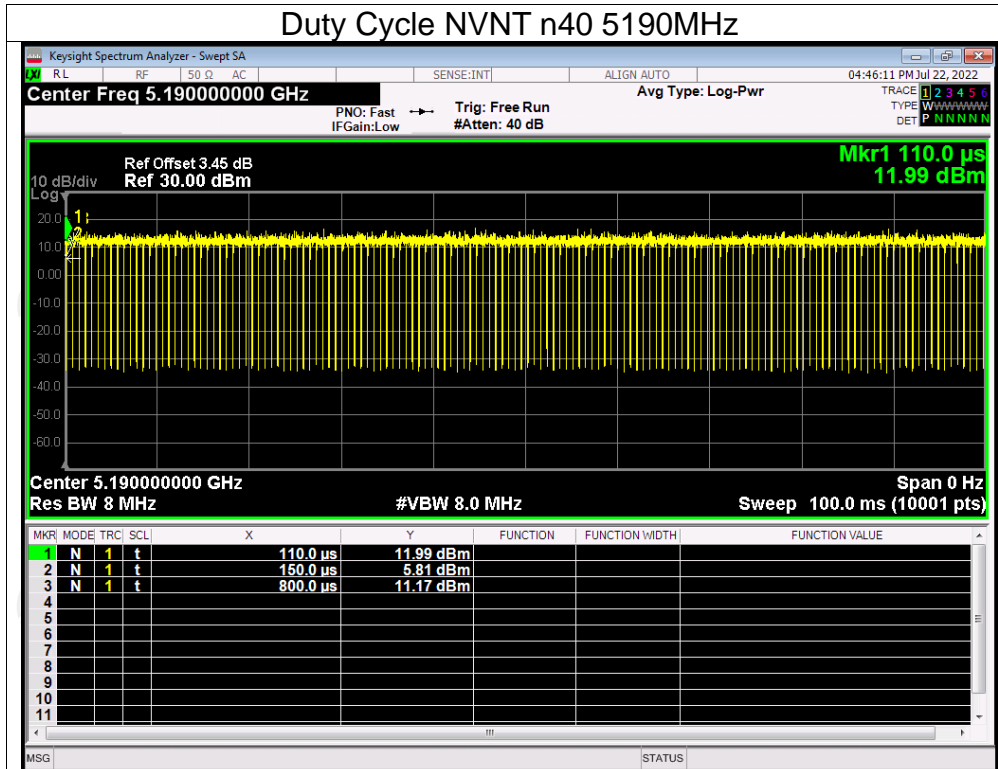 Duty Cycle NVNT n40 5190MHz
Keysight Spectrum Analyzer - Swept SA
LXI RL RF 50 Ω AC SENSE:INT ALIGN AUTO 04:46:11 PM Jul 22, 2022
Center Freq 5.190000000 GHz Avg Type: Log-Pwr TRACE 1 2 3 4 5 6
PNO: Fast Trig: Free Run TYPE WWWWWW
IFGain:Low #Atten: 40 dB DET P N N N N N
Mkr1 110.0 µs
11.99 dBm
Ref Offset 3.45 dB
10 dB/div Ref 30.00 dBm
Log
20.0
10.0
0.00
-10.0
-20.0
-30.0
-40.0
-50.0
-60.0
1
2
Center 5.190000000 GHz Span 0 Hz
Res BW 8 MHz #VBW 8.0 MHz Sweep 100.0 ms (10001 pts)
MKR MODE TRC SCL X Y FUNCTION FUNCTION WIDTH FUNCTION VALUE
1 N 1 t 110.0 µs 11.99 dBm
2 N 1 t 150.0 µs 5.81 dBm
3 N 1 t 800.0 µs 11.17 dBm
4
5
6
7
8
9
10
11
MSG STATUS